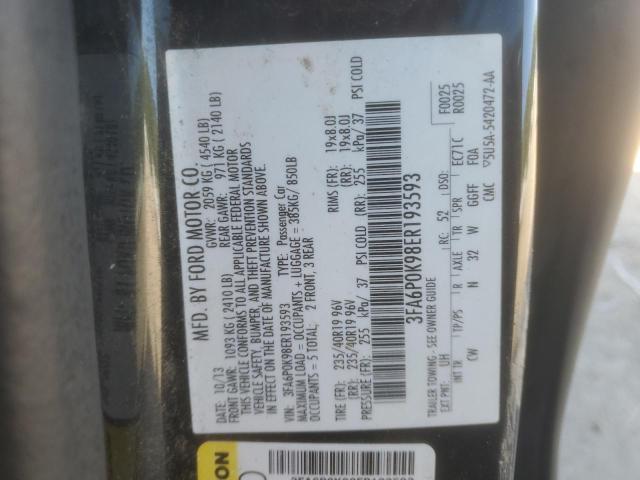 MFD. BY FORD MOTOR CO.
DATE: 10/13 GVWR: 2059 KG ( 4540 LB)
FRONT GAWR: 1093 KG (2410 LB) REAR GAWR: 971 KG ( 2140 LB)
THIS VEHICLE CONFORMS TO ALL APPLICABLE FEDERAL MOTOR
VEHICLE SAFETY, BUMPER, AND THEFT PREVENTION STANDARDS
IN EFFECT ON THE DATE OF MANUFACTURE SHOWN ABOVE.
VIN: 3FA6P0K98ER193593 TYPE: Passenger Car
MAXIMUM LOAD = OCCUPANTS + LUGGAGE = 385KG/ 850LB
OCCUPANTS = 5 TOTAL: 2 FRONT, 3 REAR
TIRE (FR): 235/40R19 96V RIMS (FR): 19x8.0J
(RR): 235/40R19 96V (RR): 19x8.0J
(FR): 255 kPa/ 37 PSI COLD (RR): 255 kPa/ 37 PSI COLD
3FA6P0K98ER193593
F0025
R0025
TRAILER TOWING - SEE OWNER GUIDE
EXT PNT: UH RC: 52 DSO:
INT TR TP/PS R AXLE TR SPR EC71C
CW N 32 W GGFF FOA
CMC 5U5A-5420472-AA
3FA6P0K98ER193593